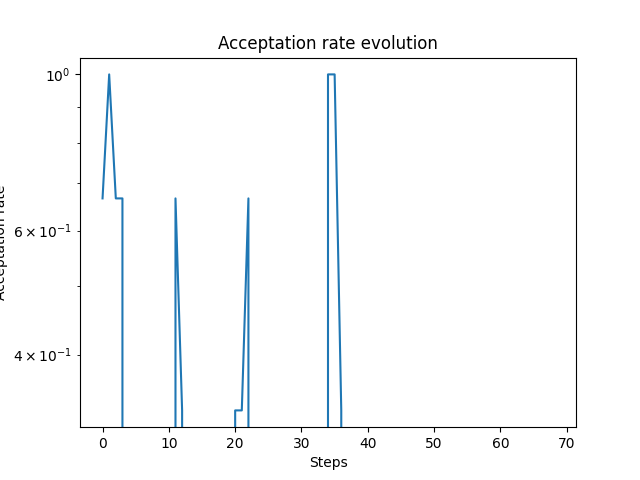 Acceptation rate evolution
10⁰
6 × 10⁻¹
4 × 10⁻¹
Acceptation rate
0 10 20 30 40 50 60 70
Steps